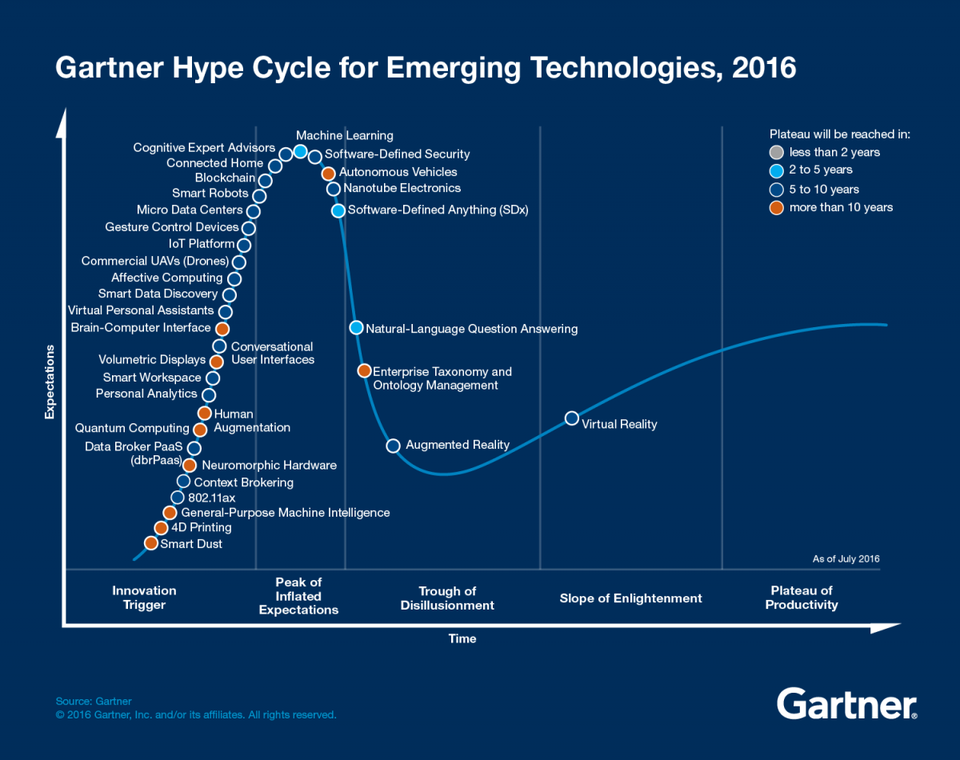 Gartner Hype Cycle for Emerging Technologies, 2016
Plateau will be reached in:
less than 2 years
2 to 5 years
5 to 10 years
more than 10 years
Expectations
Machine Learning
Cognitive Expert Advisors
Software-Defined Security
Connected Home
Autonomous Vehicles
Blockchain
Nanotube Electronics
Smart Robots
Micro Data Centers
Software-Defined Anything (SDx)
Gesture Control Devices
IoT Platform
Commercial UAVs (Drones)
Affective Computing
Smart Data Discovery
Virtual Personal Assistants
Brain-Computer Interface
Natural-Language Question Answering
Conversational
User Interfaces
Volumetric Displays
Enterprise Taxonomy and
Ontology Management
Smart Workspace
Personal Analytics
Human
Augmentation
Quantum Computing
Virtual Reality
Data Broker PaaS
(dbrPaas)
Augmented Reality
Neuromorphic Hardware
Context Brokering
802.11ax
General-Purpose Machine Intelligence
4D Printing
Smart Dust
As of July 2016
Innovation
Trigger
Peak of
Inflated
Expectations
Trough of
Disillusionment
Slope of Enlightenment
Plateau of
Productivity
Time
Source: Gartner
© 2016 Gartner, Inc. and/or its affiliates. All rights reserved.
Gartner®